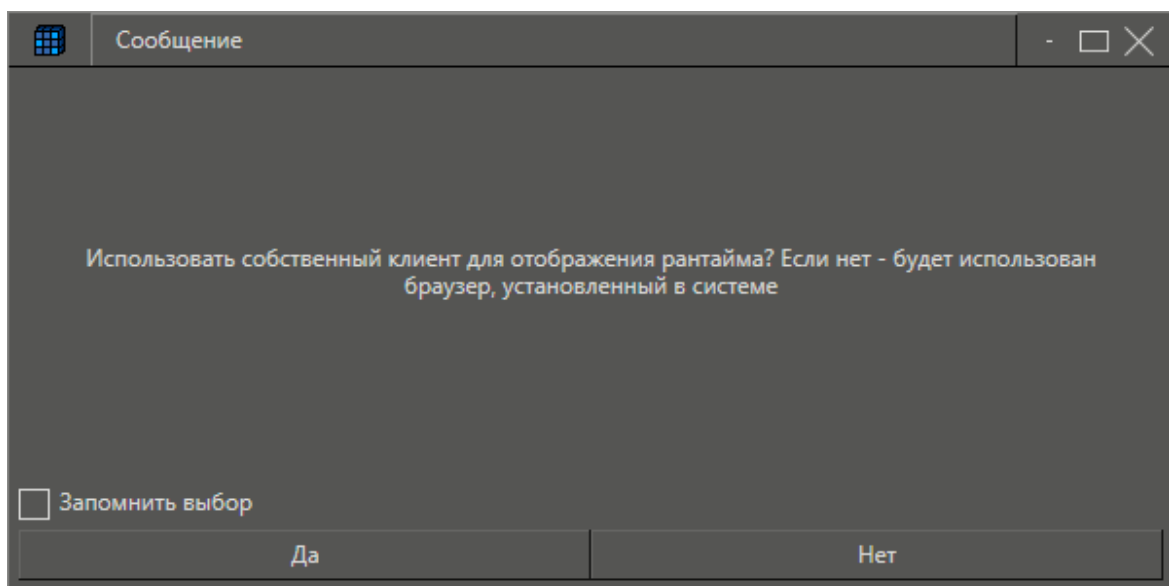 Сообщение
Использовать собственный клиент для отображения рантайма? Если нет - будет использован
браузер, установленный в системе
Запомнить выбор
Да
Нет